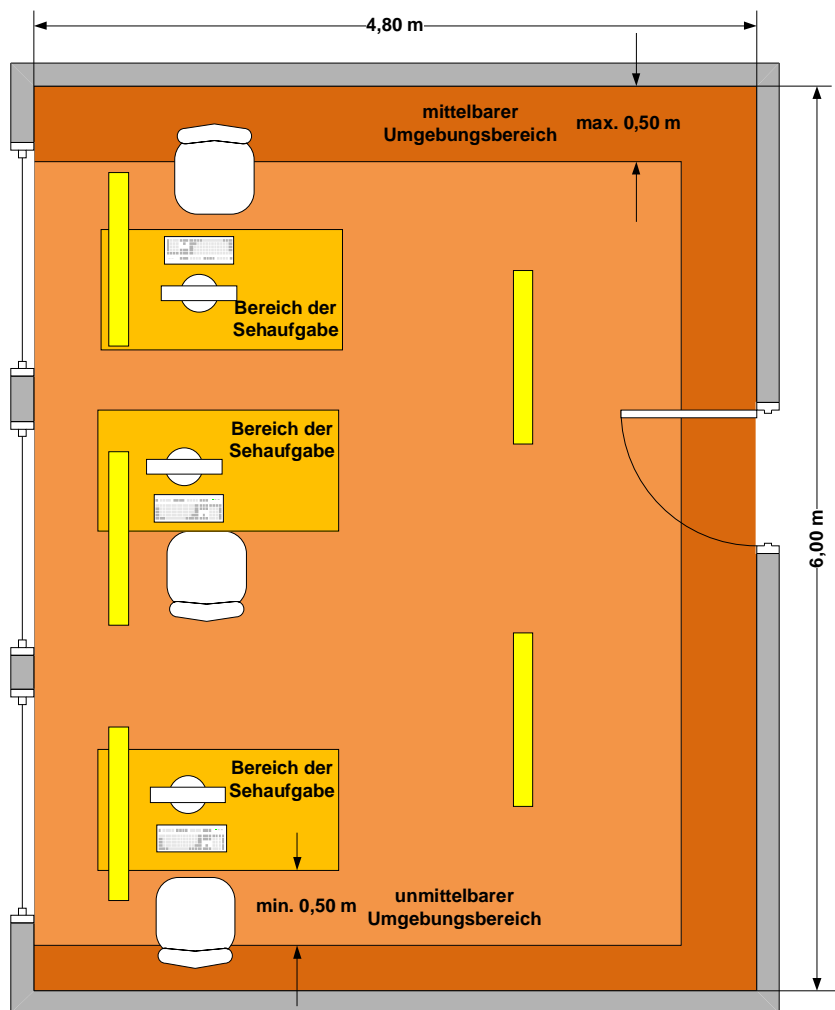 4,80 m
mittelbarer
Umgebungsbereich
max. 0,50 m
Bereich der
Sehaufgabe
Bereich der
Sehaufgabe
6,00 m
Bereich der
Sehaufgabe
min. 0,50 m
unmittelbarer
Umgebungsbereich